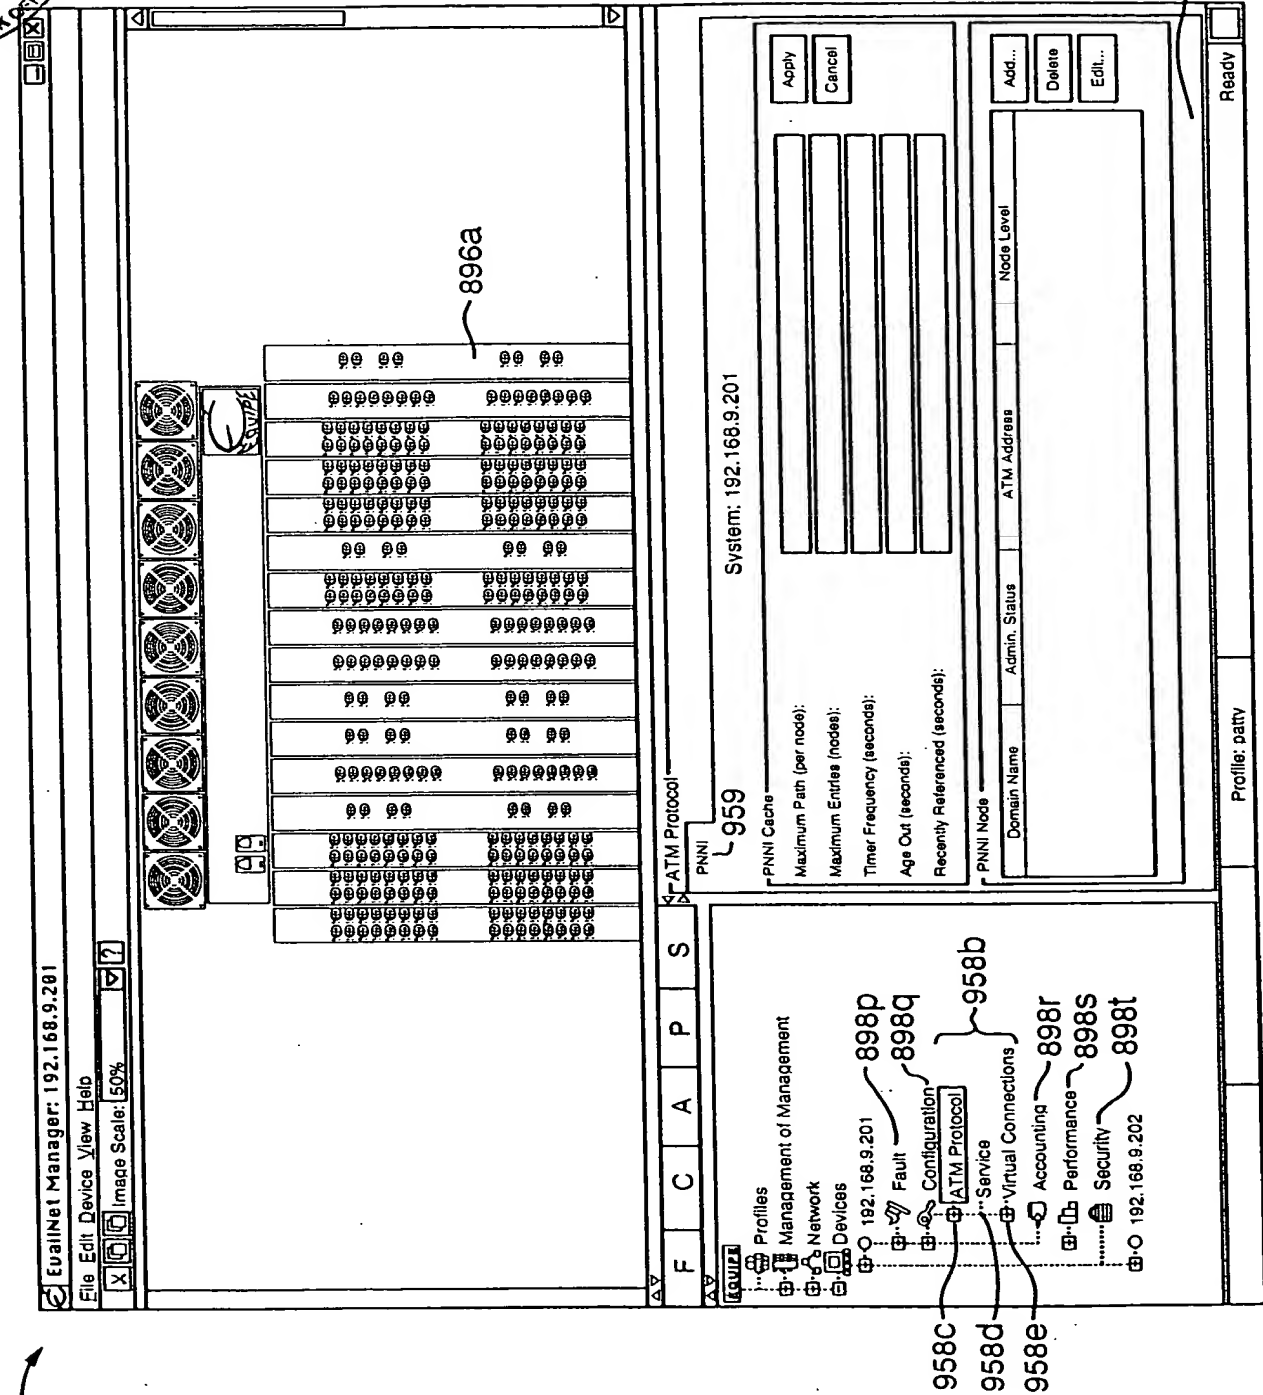 EualiNet Manager: 192.168.9.201
File Edit Device View Help
X ? Image Scale: 50%
EQUIPE
896a
F C A P S
EQUIPE
Profiles
Management of Management
Network
Devices
192.168.9.201
Fault
898p
Configuration
898q
ATM Protocol
Service
Virtual Connections
958b
Accounting
898r
Performance
898s
Security
898t
192.168.9.202
958c
958d
958e
ATM Protocol
System: 192.168.9.201
PNNI
959
PNNI Cache
Maximum Path (per node):
Maximum Entries (nodes):
Timer Frequency (seconds):
Age Out (seconds):
Recently Referenced (seconds):
Apply
Cancel
PNNI Node
Domain Name Admin. Status ATM Address Node Level
Add...
Delete
Edit...
Profile: patty
Ready